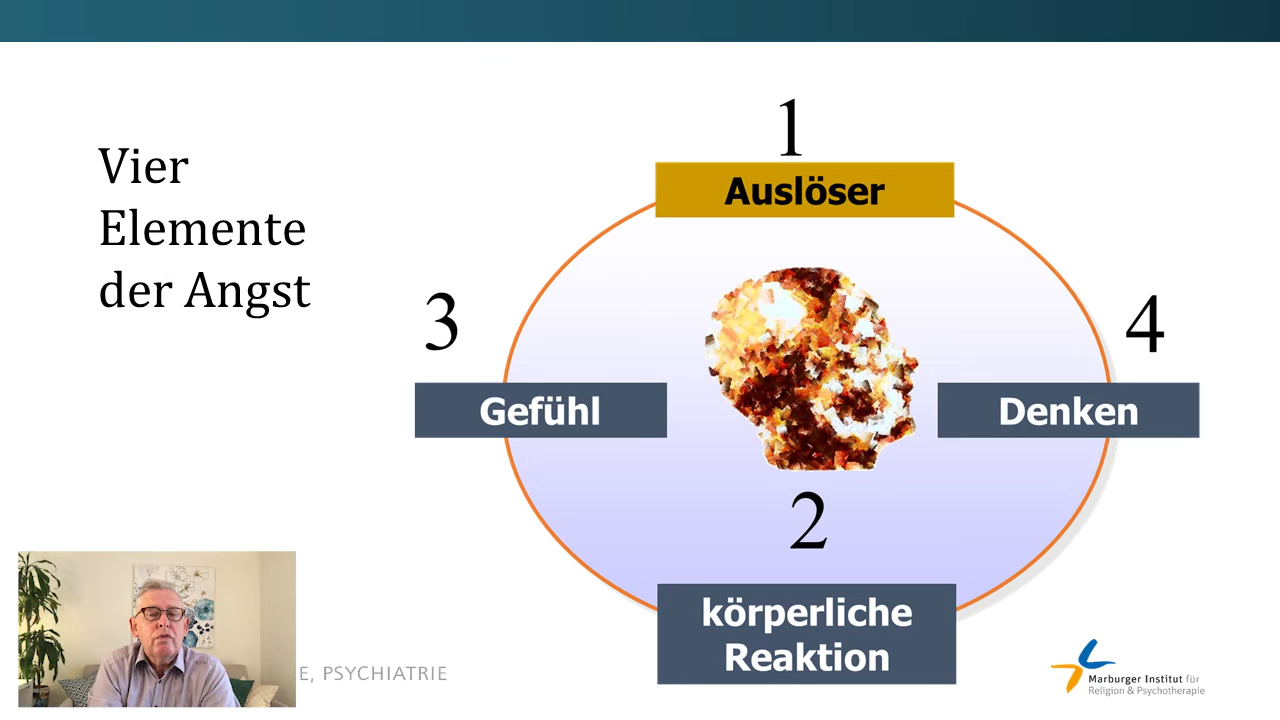 Vier
Elemente
der Angst
1
Auslöser
3
4
Gefühl
Denken
2
körperliche
Reaktion
E, PSYCHIATRIE
Marburger Institut für
Religion & Psychotherapie